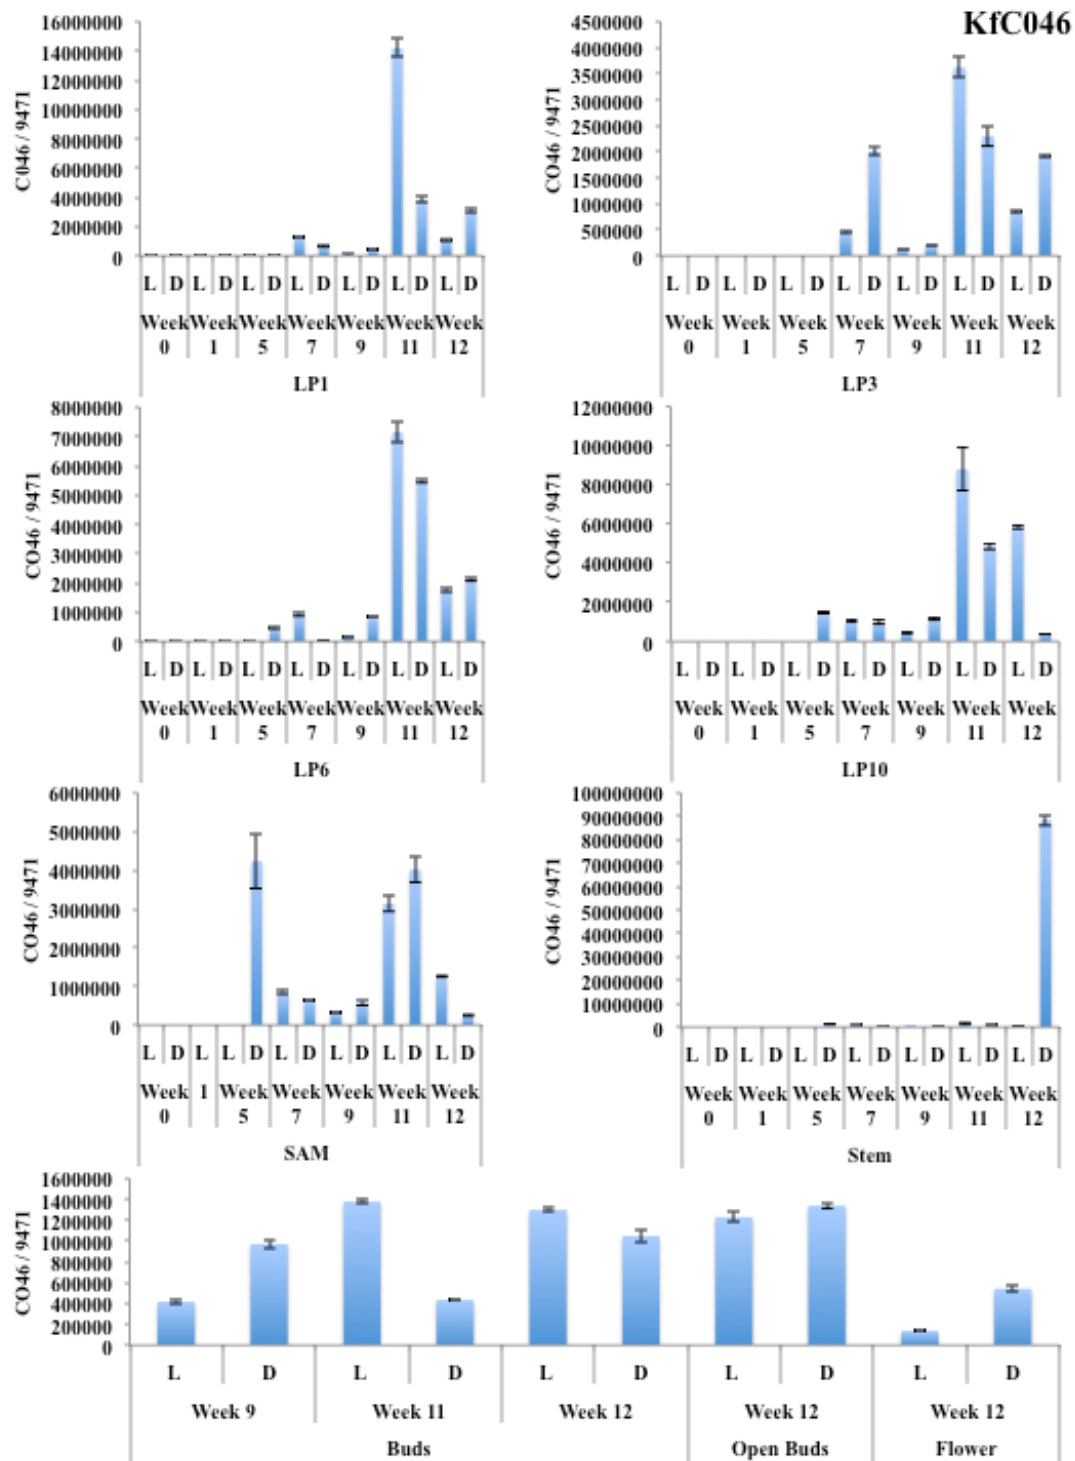 KfC046
16000000
14000000
12000000
10000000
8000000
6000000
4000000
2000000
0
C046 / 9471
L D L D L D L D L D L D L D
Week Week Week Week Week Week Week
0 1 5 7 9 11 12
LP1
4500000
4000000
3500000
3000000
2500000
2000000
1500000
1000000
500000
0
CO46 / 9471
L D L D L D L D L D L D L D
Week Week Week Week Week Week Week
0 1 5 7 9 11 12
LP3
8000000
7000000
6000000
5000000
4000000
3000000
2000000
1000000
0
CO46 / 9471
L D L D L D L D L D L D L D
Week Week Week Week Week Week Week
0 1 5 7 9 11 12
LP6
12000000
10000000
8000000
6000000
4000000
2000000
0
CO46 / 9471
L D L D L D L D L D L D L D
Week Week Week Week Week Week Week
0 1 5 7 9 11 12
LP10
6000000
5000000
4000000
3000000
2000000
1000000
0
CO46 / 9471
L D L L D L D L D L D L D
Week 1 Week Week Week Week Week
0 5 7 9 11 12
SAM
100000000
90000000
80000000
70000000
60000000
50000000
40000000
30000000
20000000
10000000
0
CO46 / 9471
L D L D L D L D L D L D L D
Week Week Week Week Week Week Week
0 1 5 7 9 11 12
Stem
1600000
1400000
1200000
1000000
800000
600000
400000
200000
0
CO46 / 9471
L D L D L D L D L D
Week 9 Week 11 Week 12 Week 12 Week 12
Buds Open Buds Flower